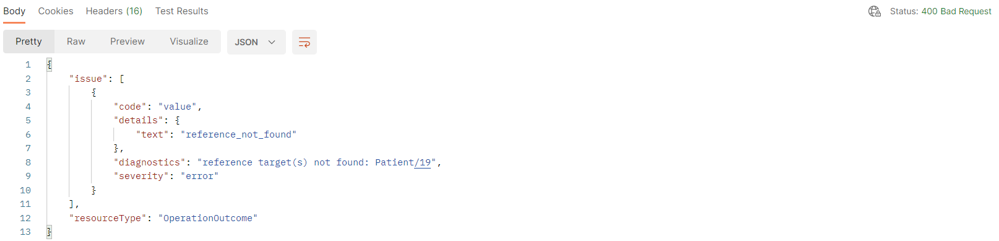 Body Cookies Headers (16) Test Results Status: 400 Bad Request
Pretty Raw Preview Visualize JSON
1 {
2 "issue": [
3 {
4 "code": "value",
5 "details": {
6 "text": "reference_not_found"
7 },
8 "diagnostics": "reference target(s) not found: Patient/19",
9 "severity": "error"
10 }
11 ],
12 "resourceType": "OperationOutcome"
13 }